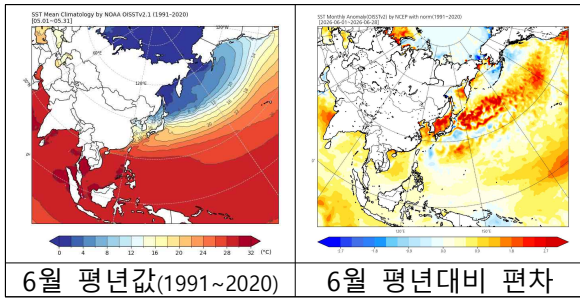 SST Mean Climatology by NOAA OISSTv2.1 (1991~2020)
[05.01~05.31]
SST Monthly Anomaly(OISSTv2) by NCEP with norm(1991~2020)
[2026-06-01~2026-06-28]
120°E
0 4 8 12 16 20 24 28 32 (°C)
6월 평년값(1991~2020)
6월 평년대비 편차